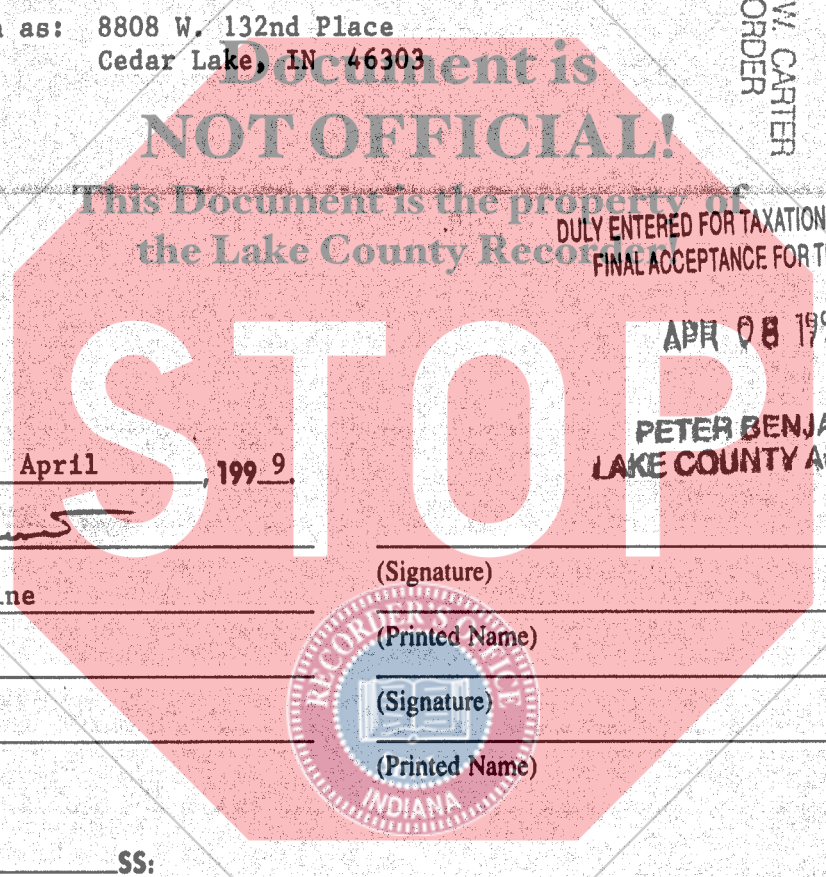 as: 8808 W. 132nd Place
Cedar Lake, IN 46303
W. CARTER
ORDER
Document is
NOT OFFICIAL!
This Document is the property of
the Lake County Recorder!
DULY ENTERED FOR TAXATION
FINAL ACCEPTANCE FOR
APR 08
PETER BENJA
LAKE COUNTY A
STOP
April , 199 9.
(Signature)
ne
(Printed Name)
(Signature)
(Printed Name)
RECORDER'S OFFICE
INDIANA
SS: